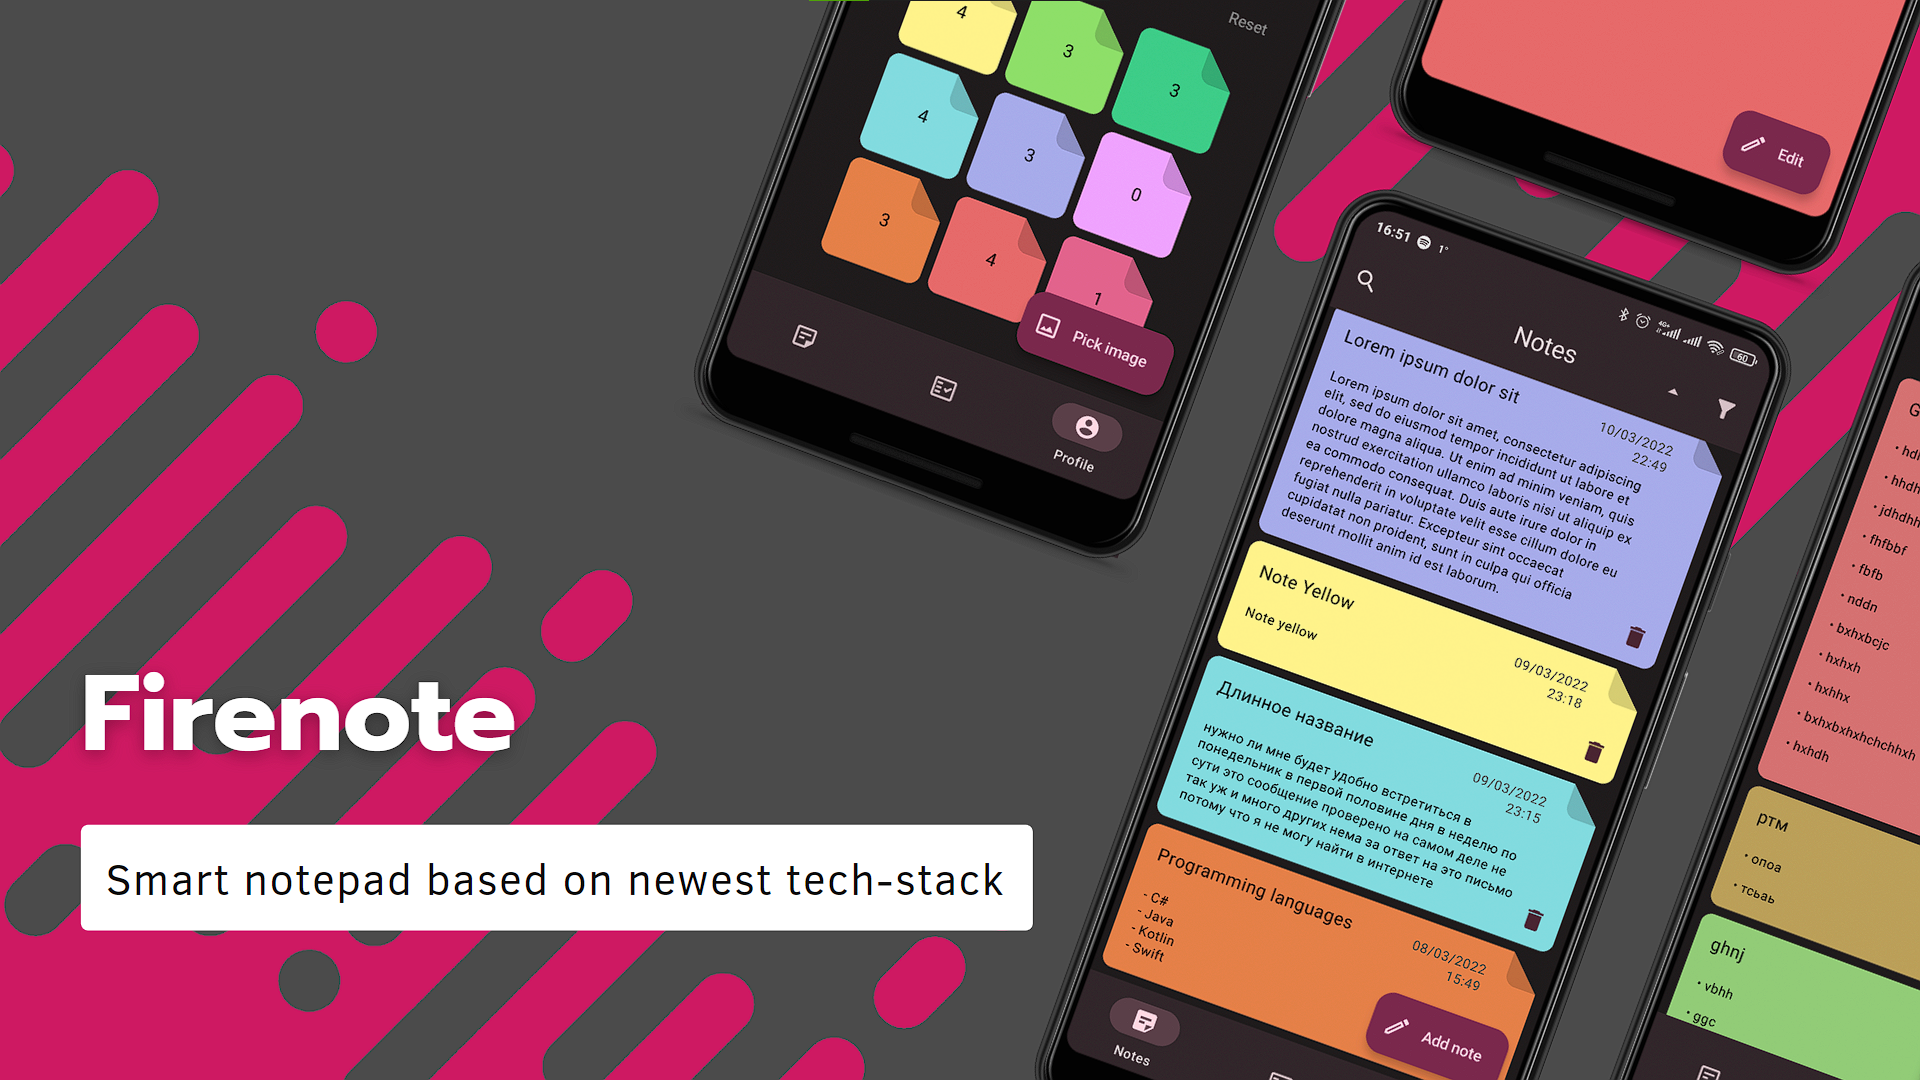 Firenote
Smart notepad based on newest tech-stack
Reset
4
3
3
4
3
0
3
4
1
Pick image
Profile
Edit
16:51
1°
60
Notes
Lorem ipsum dolor sit
10/03/2022
22:49
Lorem ipsum dolor sit amet, consectetur adipiscing
elit, sed do eiusmod tempor incididunt ut labore et
dolore magna aliqua. Ut enim ad minim veniam, quis
nostrud exercitation ullamco laboris nisi ut aliquip ex
ea commodo consequat. Duis aute irure dolor in
reprehenderit in voluptate velit esse cillum dolore eu
fugiat nulla pariatur. Excepteur sint occaecat
cupidatat non proident, sunt in culpa qui officia
deserunt mollit anim id est laborum.
Note Yellow
09/03/2022
23:18
Note yellow
Длинное название
09/03/2022
23:15
нужно ли мне будет удобно встретиться в
понедельник в первой половине дня в неделю по
сути это сообщение проверено на самом деле не
так уж и много других нема за ответ на это письмо
потому что я не могу найти в интернете
Programming languages
08/03/2022
15:49
- C#
- Java
- Kotlin
- Swift
Add note
Notes
• fhfbbf
• fbfb
• nddn
• bxhxbcjc
• hxhxh
• hxhhx
• bxhxbxhxhchchhxh
• hxhdh
ртм
• опоа
• тсьаь
ghnj
• vbhh
• ggc